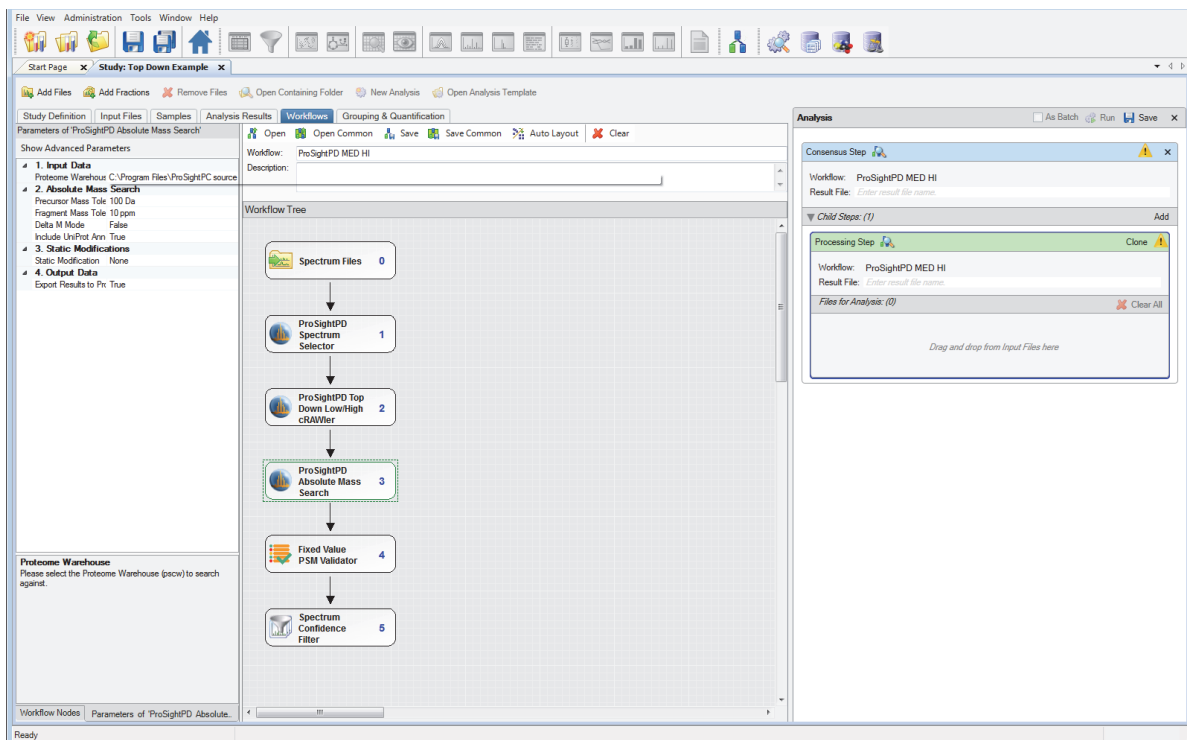 File View Administration Tools Window Help
Start Page x Study: Top Down Example x
Add Files Add Fractions Remove Files Open Containing Folder New Analysis Open Analysis Template
Study Definition Input Files Samples Analysis Results Workflows Grouping & Quantification
Parameters of 'ProSightPD Absolute Mass Search'
Show Advanced Parameters
1. Input Data
Proteome Warehous C:\Program Files\ProSightPC source
2. Absolute Mass Search
Precursor Mass Tole 100 Da
Fragment Mass Tole 10 ppm
Delta M Mode False
Include UniProt Ann True
3. Static Modifications
Static Modification None
4. Output Data
Export Results to Prc True
Proteome Warehouse
Please select the Proteome Warehouse (pscw) to search
against.
Workflow Nodes Parameters of 'ProSightPD Absolute...
Open Open Common Save Save Common Auto Layout Clear
Workflow: ProSightPD MED HI
Description:
Workflow Tree
Spectrum Files 0
ProSightPD
Spectrum 1
Selector
ProSightPD Top
Down Low/High 2
cRAWler
ProSightPD
Absolute Mass 3
Search
Fixed Value
PSM Validator 4
Spectrum
Confidence 5
Filter
Analysis As Batch Run Save x
Consensus Step x
Workflow: ProSightPD MED HI
Result File: Enter result file name.
Child Steps: (1) Add
Processing Step Clone
Workflow: ProSightPD MED HI
Result File: Enter result file name.
Files for Analysis: (0) Clear All
Drag and drop from Input Files here
Ready